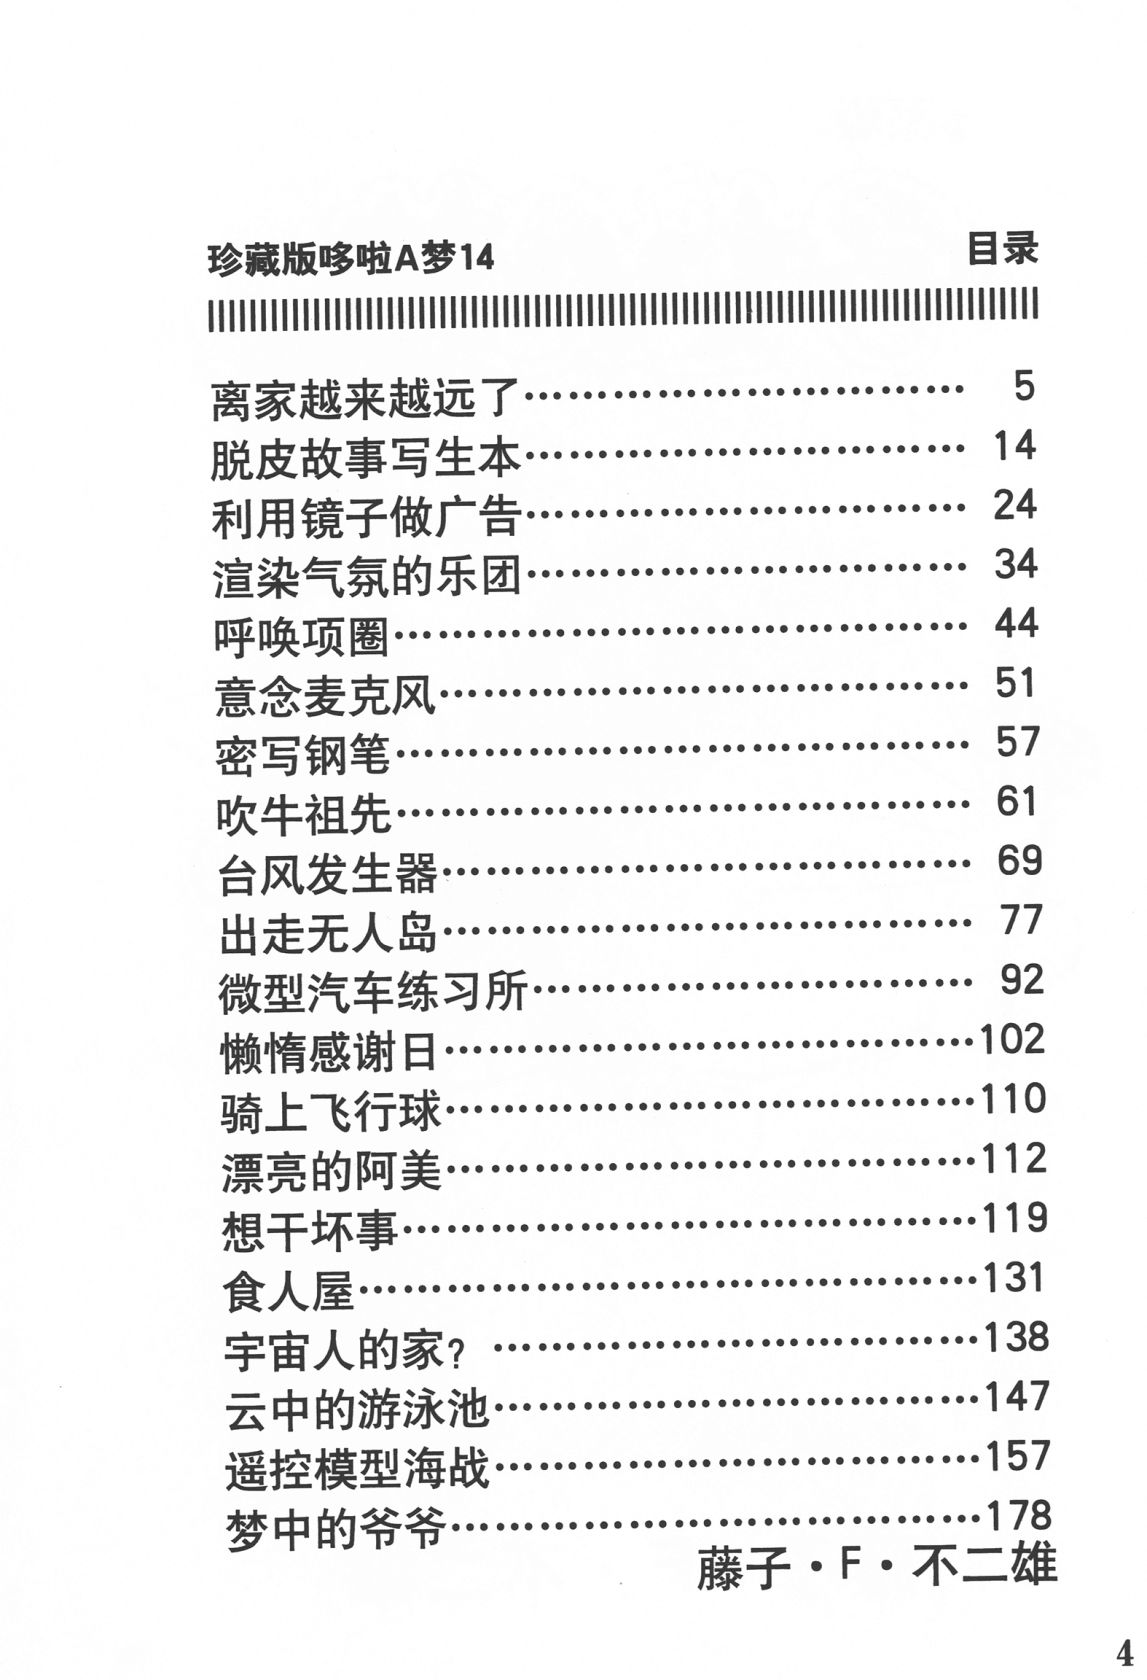 珍藏版哆啦A梦14 目录
离家越来越远了…………………………… 5
脱皮故事写生本…………………………… 14
利用镜子做广告…………………………… 24
渲染气氛的乐团…………………………… 34
呼唤项圈…………………………………… 44
意念麦克风………………………………… 51
密写钢笔…………………………………… 57
吹牛祖先…………………………………… 61
台风发生器………………………………… 69
出走无人岛………………………………… 77
微型汽车练习所…………………………… 92
懒惰感谢日…………………………………102
骑上飞行球…………………………………110
漂亮的阿美…………………………………112
想干坏事……………………………………119
食人屋………………………………………131
宇宙人的家? ………………………………138
云中的游泳池………………………………147
遥控模型海战………………………………157
梦中的爷爷…………………………………178
藤子·F·不二雄
4